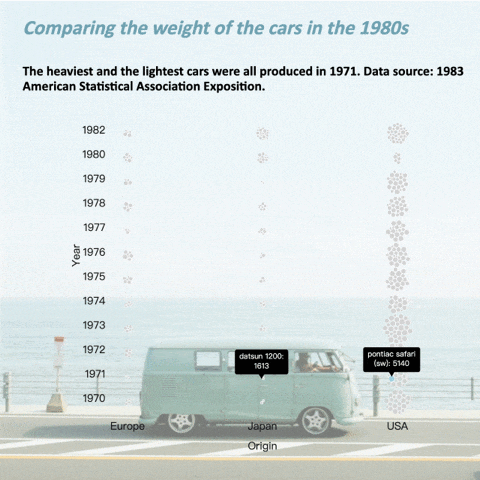 Comparing the weight of the cars in the 1980s
The heaviest and the lightest cars were all produced in 1971. Data source: 1983
American Statistical Association Exposition.
1982
1980
1979
1978
1977
1976
1975
1974
1973
1972
1971
1970
Year
datsun 1200:
1613
pontiac safari
(sw): 5140
Europe
Japan
USA
Origin